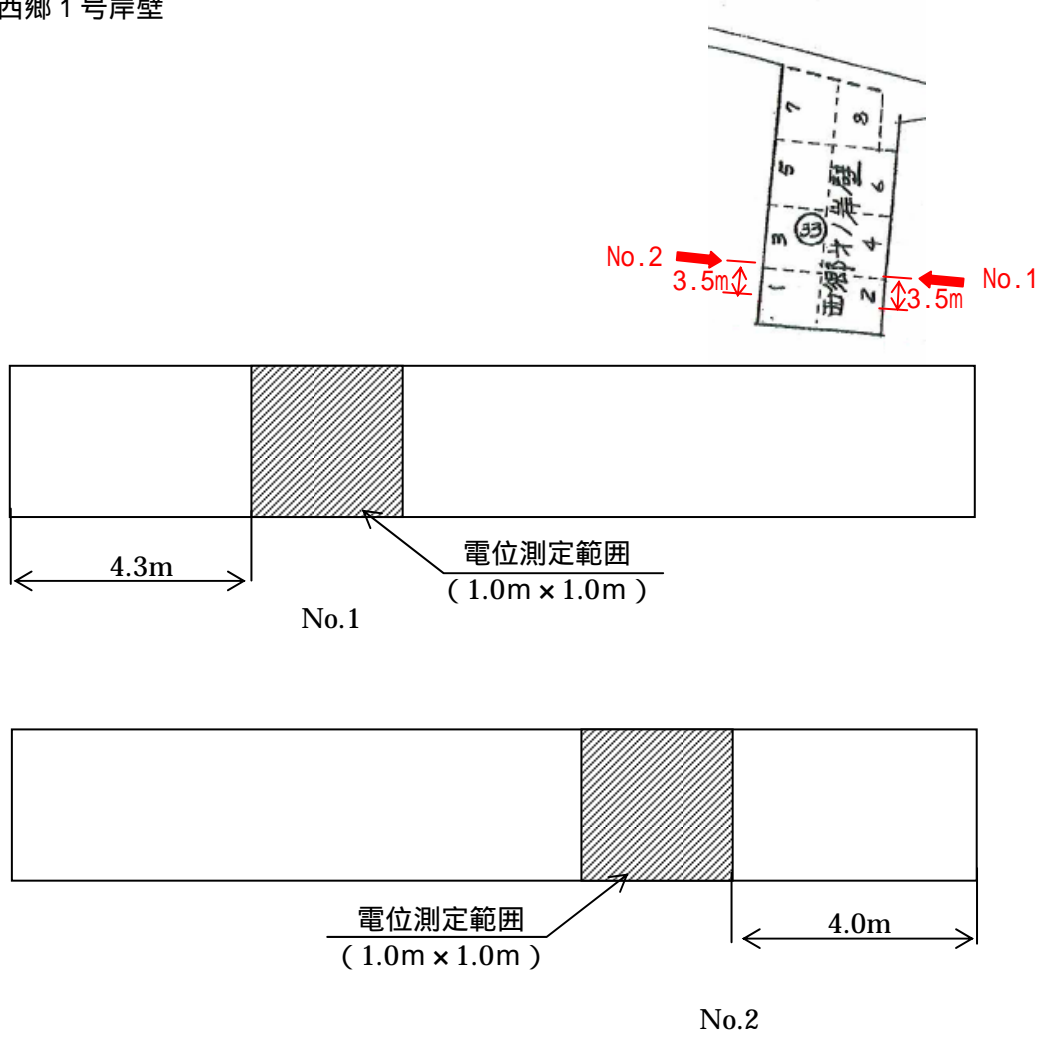 西郷1号岸壁
7
8
5
6
西郷オ1岸壁
33
3
4
No.2
3.5m
1
2
3.5m
No.1
電位測定範囲
4.3m
(1.0m×1.0m)
No.1
電位測定範囲
(1.0m×1.0m)
4.0m
No.2